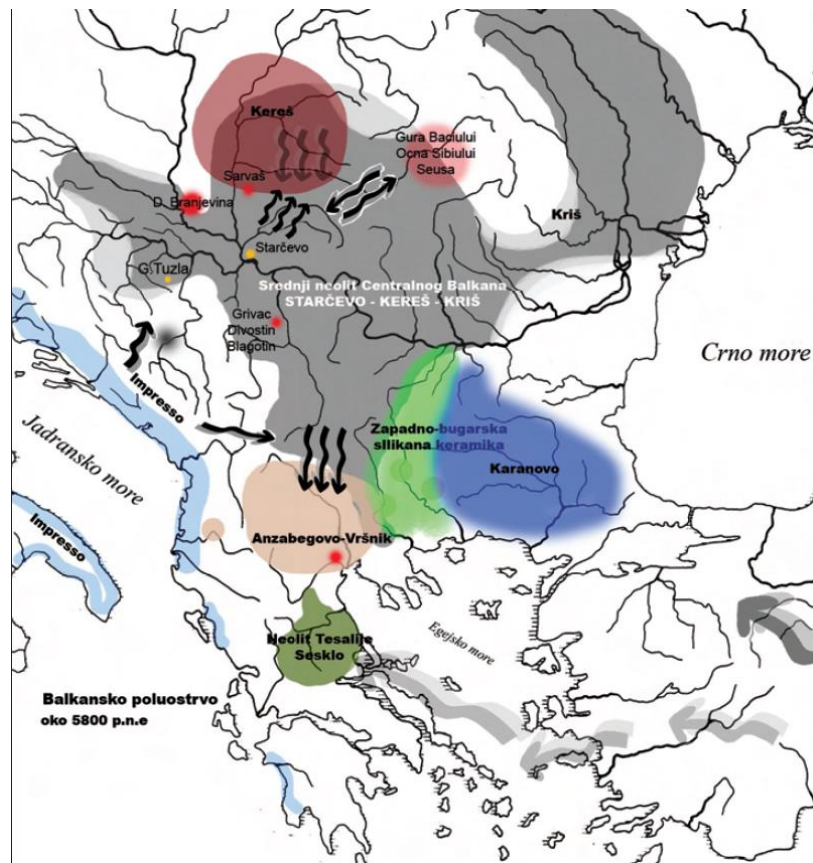 Kereš
Gura Baciului
Ocna Sibiului
Seusa
Sarvaš
D. Branjevina
Kriš
Starčevo
G. Tuzla
Srednji neolit Centralnog Balkana
STARČEVO - KEREŠ - KRIŠ
Grivac
Divostin
Blagotin
Crno more
Impresso
Jadransko more
Zapadno-bugarska
slikana keramika
Karanovo
Impresso
Anzabegovo-Vršnik
Neolit Tesalije
Sesklo
Egejsko more
Balkansko poluostrvo
oko 5800 p.n.e